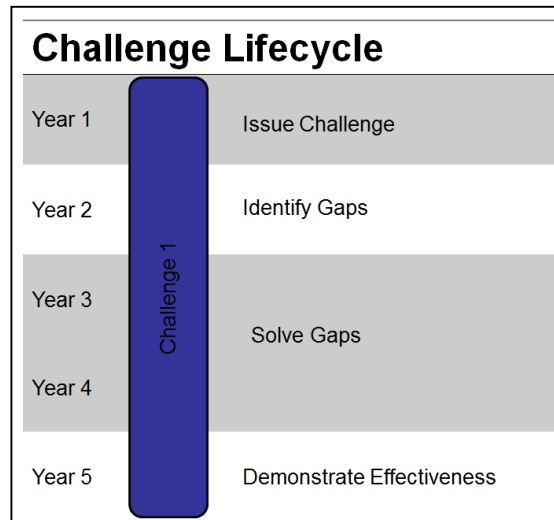 Challenge Lifecycle
Year 1
Issue Challenge
Year 2
Identify Gaps
Challenge 1
Year 3
Solve Gaps
Year 4
Year 5
Demonstrate Effectiveness